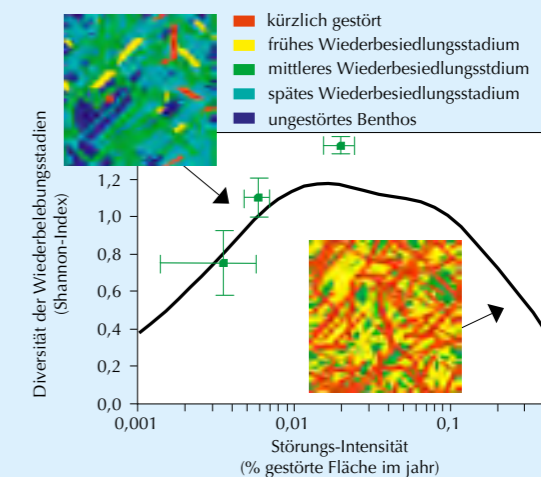 kürzlich gestört
frühes Wiederbesiedlungsstadium
mittleres Wiederbesiedlungsstdium
spätes Wiederbesiedlungsstadium
ungestörtes Benthos
Diversität der Wiederbelebungsstadien
(Shannon-Index)
1,2
1,0
0,8
0,6
0,4
0,2
0,0
0,001
0,01
0,1
Störungs-Intensität
(% gestörte Fläche im jahr)